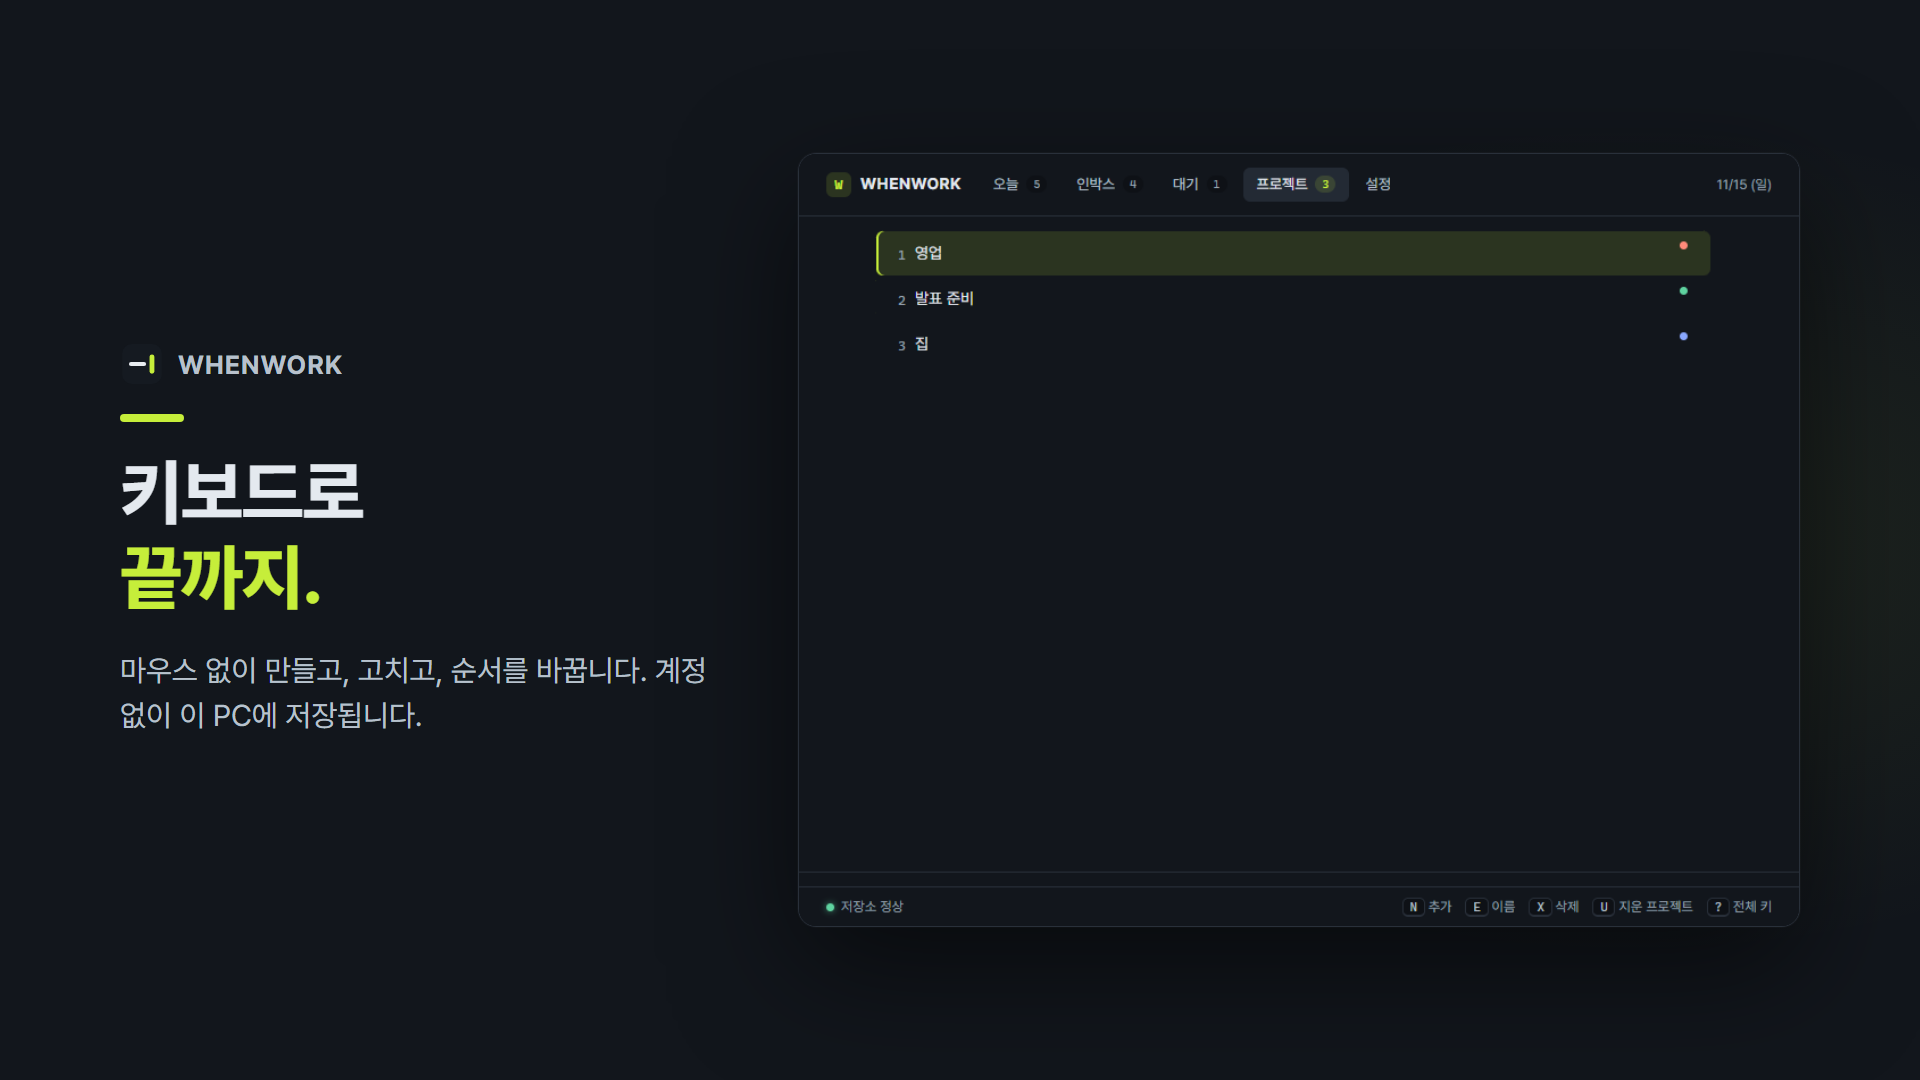 WHENWORK
키보드로
끝까지.
마우스 없이 만들고, 고치고, 순서를 바꿉니다. 계정
없이 이 PC에 저장됩니다.
W WHENWORK 오늘 5 인박스 4 대기 1 프로젝트 3 설정 11/15 (일)
1 영업
2 발표 준비
3 집
저장소 정상 N 추가 E 이름 X 삭제 U 지운 프로젝트 ? 전체 키